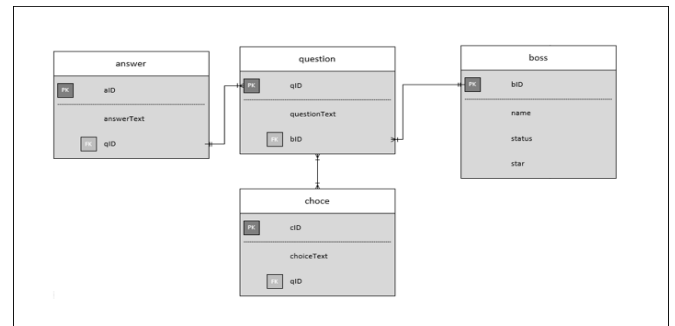 answer
PK aID
answerText
FK qID
question
PK qID
questionText
FK bID
boss
PK bID
name
status
star
choce
PK cID
choiceText
FK qID